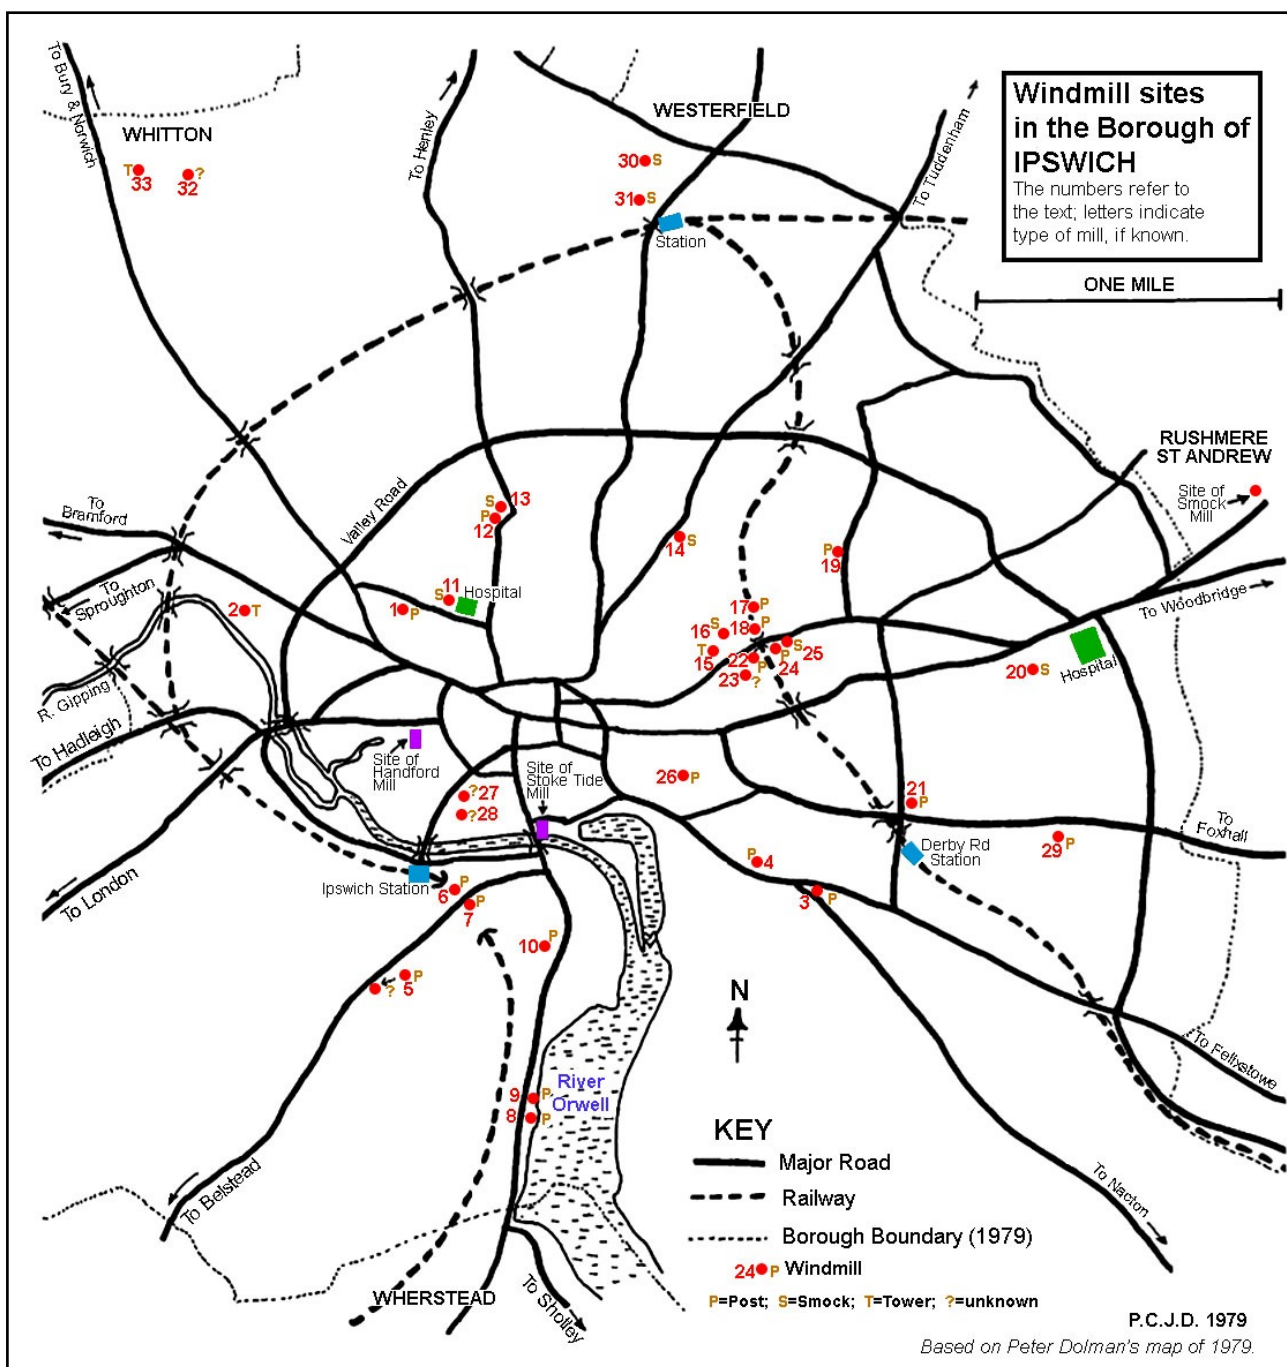 To Bury & Norwich
WHITTON
T
33
?
32
To Henley
WESTERFIELD
30
S
31
S
Station
To Tuddenham
Windmill sites
in the Borough of
IPSWICH
The numbers refer to
the text; letters indicate
type of mill, if known.
ONE MILE
RUSHMERE
ST ANDREW
Site of
Smock
Mill
To
Bramford
Valley Road
S
13
P
12
14
S
P
19
To
Sproughton
2
T
1
P
11
S
Hospital
17
P
18
P
16
S
T
15
22
P
23
?
P
24
S
25
To Woodbridge
20
S
Hospital
R. Gipping
To Hadleigh
Site of
Handford
Mill
Site of
Stoke Tide
Mill
26
P
?
27
?
28
21
P
To
Foxhall
29
P
Derby Rd
Station
P
4
3
P
To London
Ipswich Station
6
P
7
P
10
P
P
5
?
N
River
Orwell
9
P
8
P
To Felixstowe
To Nacton
To Belstead
WHERSTEAD
To Sholley
KEY
Major Road
Railway
Borough Boundary (1979)
24
P
Windmill
P=Post; S=Smock; T=Tower; ?=unknown
P.C.J.D. 1979
Based on Peter Dolman's map of 1979.